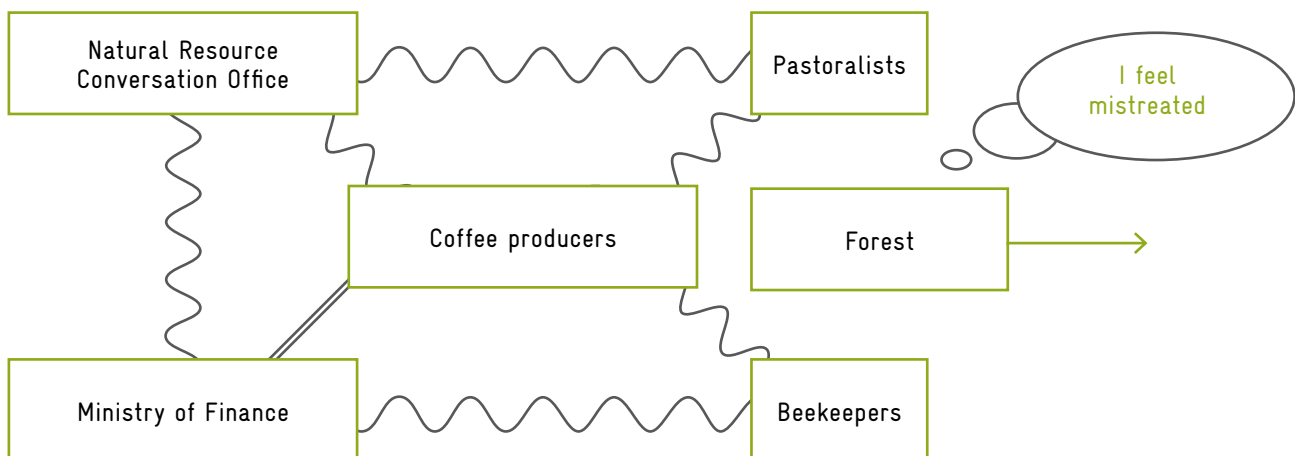 Natural Resource
Conversation Office
Pastoralists
I feel
mistreated
Coffee producers
Forest
Ministry of Finance
Beekeepers